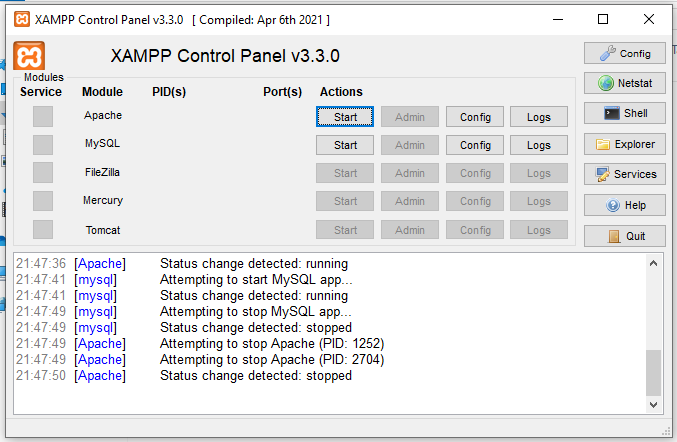 XAMPP Control Panel v3.3.0 [ Compiled: Apr 6th 2021 ]
XAMPP Control Panel v3.3.0
Config
Modules
Service Module PID(s) Port(s) Actions
Netstat
Apache Start Admin Config Logs
Shell
MySQL Start Admin Config Logs
Explorer
FileZilla Start Admin Config Logs
Services
Mercury Start Admin Config Logs
Help
Tomcat Start Admin Config Logs
Quit
21:47:36 [Apache] Status change detected: running
21:47:41 [mysql] Attempting to start MySQL app...
21:47:41 [mysql] Status change detected: running
21:47:49 [mysql] Attempting to stop MySQL app...
21:47:49 [mysql] Status change detected: stopped
21:47:49 [Apache] Attempting to stop Apache (PID: 1252)
21:47:49 [Apache] Attempting to stop Apache (PID: 2704)
21:47:50 [Apache] Status change detected: stopped